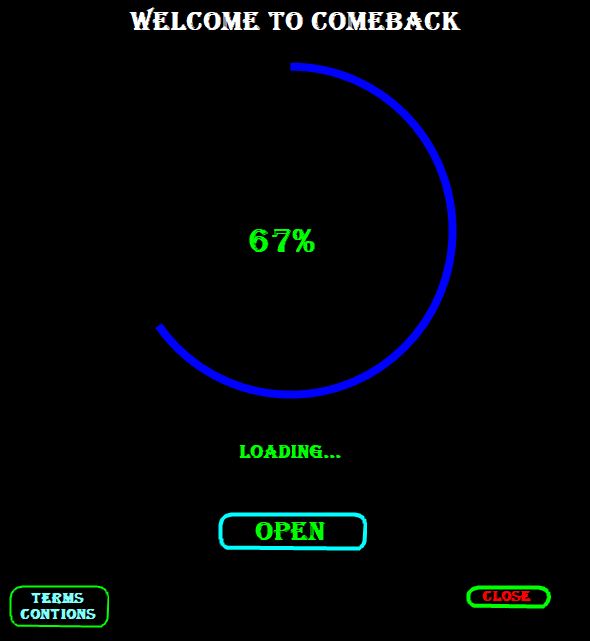 WELCOME TO COMEBACK
67%
LOADING...
OPEN
TERMS
CONTIONS
CLOSE